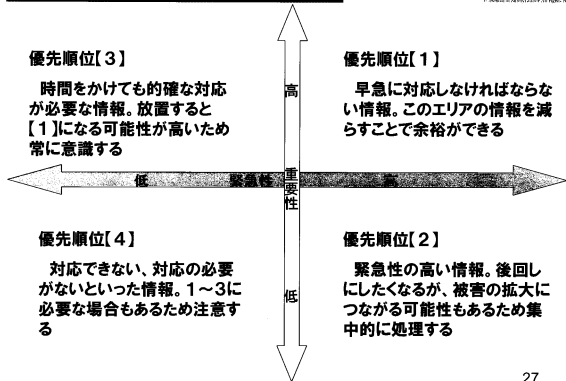 優先順位【3】
時間をかけても的確な対応
が必要な情報。放置すると
【1】になる可能性が高いため
常に意識する
優先順位【1】
早急に対応しなければならな
い情報。このエリアの情報を減
らすことで余裕ができる
高
低
緊急性
重要性
高
低
優先順位【4】
対応できない、対応の必要
がないといった情報。1～3に
必要な場合もあるため注意す
る
優先順位【2】
緊急性の高い情報。後回し
にしたくなるが、被害の拡大に
つながる可能性もあるため集
中的に処理する
27